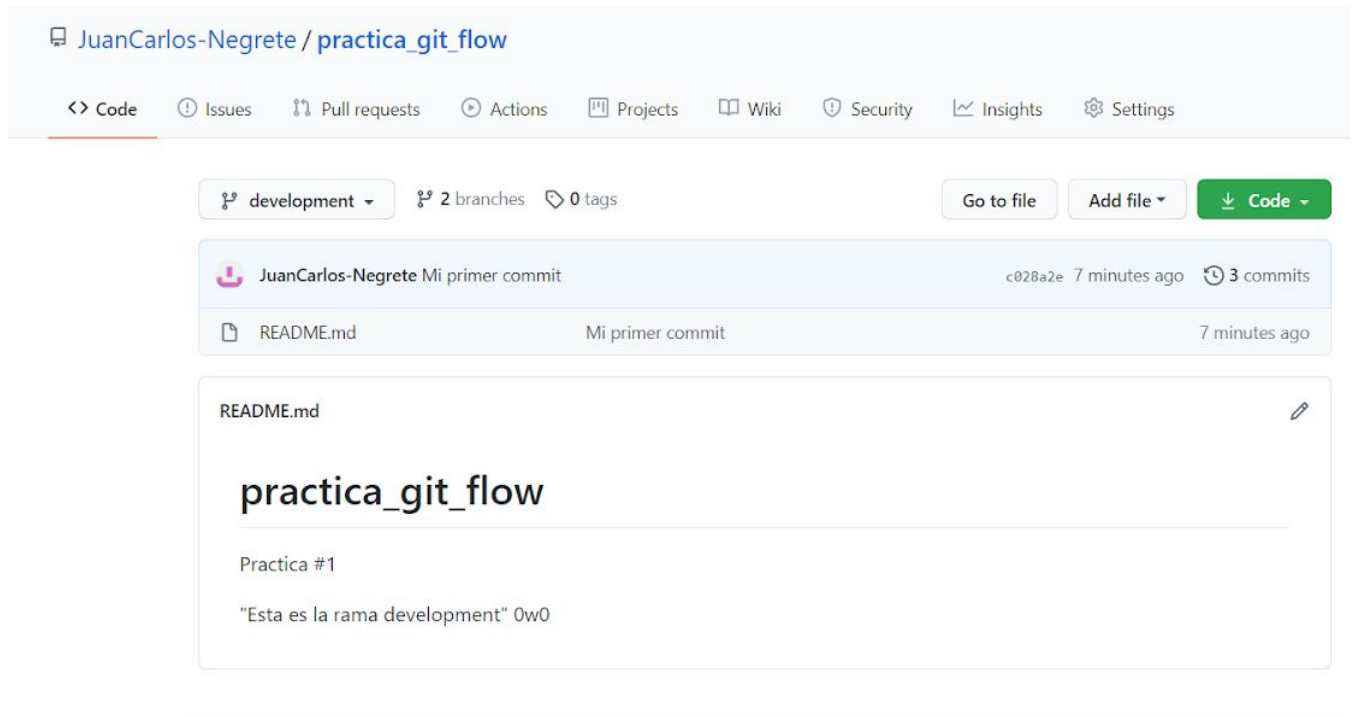 JuanCarlos-Negrete / practica_git_flow
<> Code Issues Pull requests Actions Projects Wiki Security Insights Settings
development 2 branches 0 tags Go to file Add file Code
JuanCarlos-Negrete Mi primer commit c028a2e 7 minutes ago 3 commits
README.md Mi primer commit 7 minutes ago
README.md
practica_git_flow
Practica #1
"Esta es la rama development" 0w0